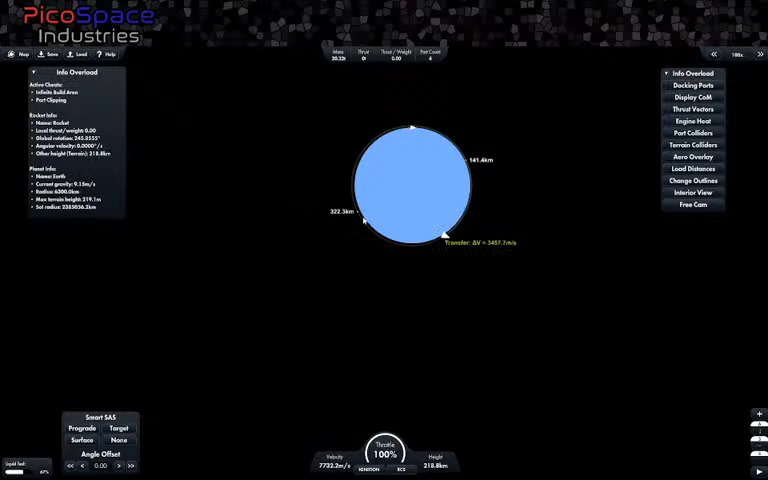 PicoSpace
Industries
Map Save Load ? Help
Mass Thrust Thrust / Weight Part Count
20.32t 0t 0.00 4
100x
Info Overload
Active Cheats:
• Infinite Build Area
• Part Clipping
Rocket Info:
• Name: Rocket
• Local thrust/weight: 0.00
• Global rotation: 245.8555°
• Angular velocity: 0.0000°/s
• Other height (Terrain): 218.8km
Planet Info:
• Name: Earth
• Current gravity: 9.15m/s
• Radius: 6300.0km
• Max terrain height: 219.1m
• SoI radius: 2385056.2km
Info Overload
Docking Ports
Display CoM
Thrust Vectors
Engine Heat
Part Colliders
Terrain Colliders
Aero Overlay
Load Distances
Change Outlines
Interior View
Free Cam
141.4km
322.3km
Transfer: ΔV = 3457.7m/s
Smart SAS
Prograde Target
Surface None
Angle Offset
<< < 0.00 > >>
Liquid fuel:
67%
Throttle
100%
Velocity
7732.2m/s
IGNITION RCS
Height
218.8km